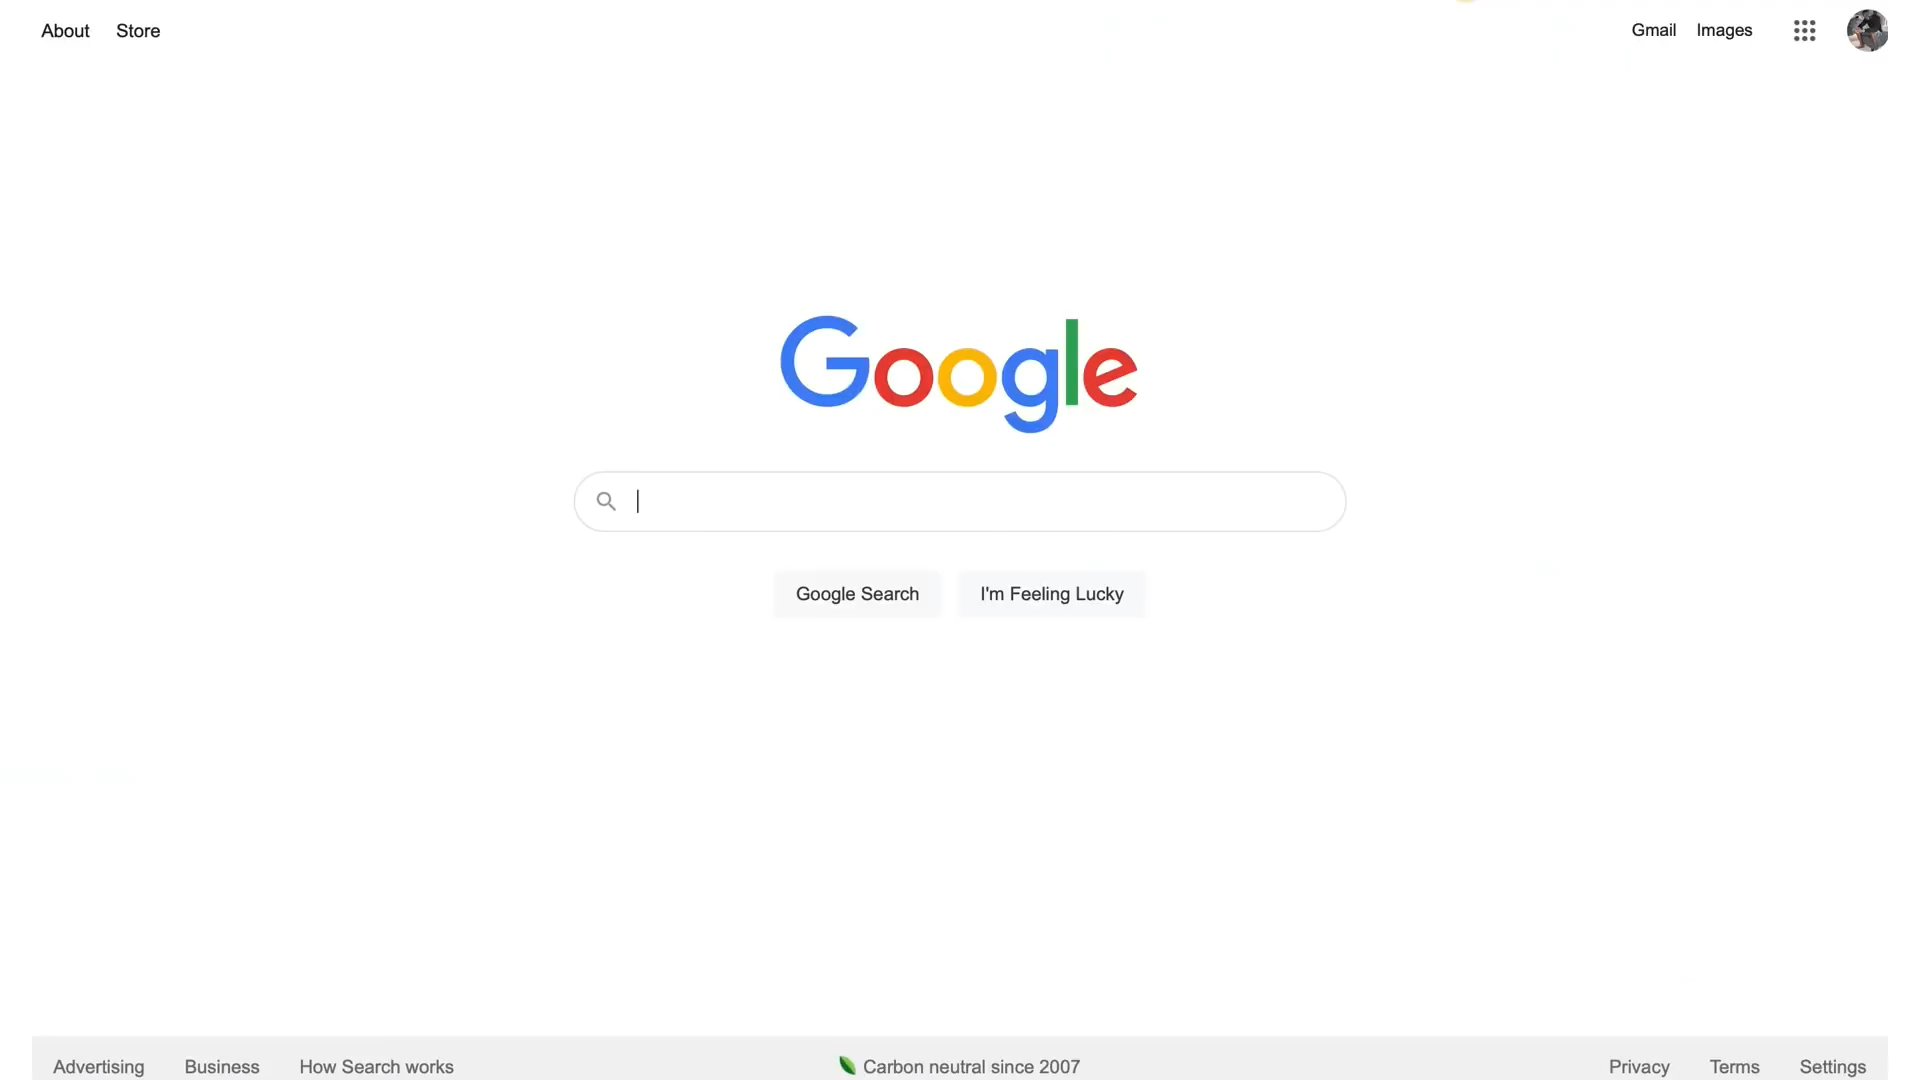 About Store
Gmail Images
Google
Google Search I'm Feeling Lucky
Advertising Business How Search works
Carbon neutral since 2007
Privacy Terms Settings